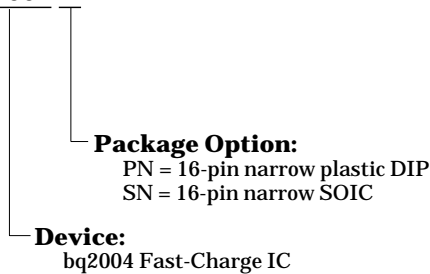 Package Option:
PN = 16-pin narrow plastic DIP
SN = 16-pin narrow SOIC
Device:
bq2004 Fast-Charge IC